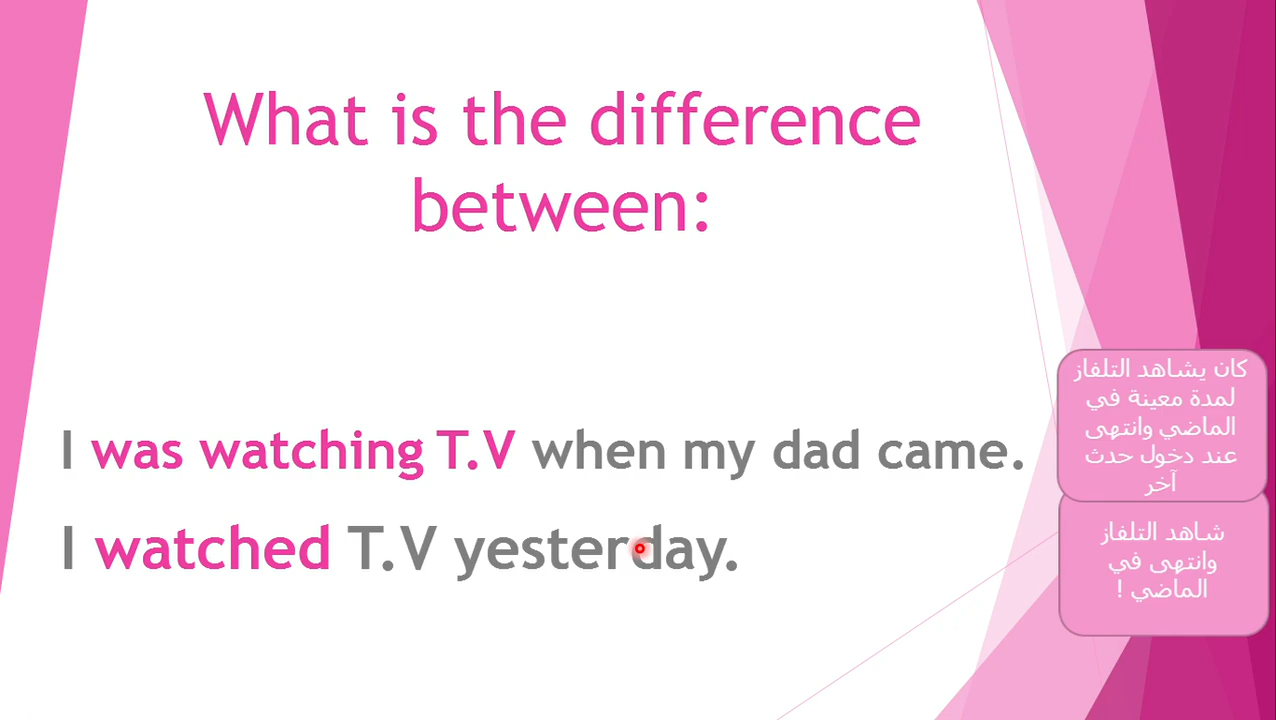 What is the difference
between:
I was watching T.V when my dad came.
I watched T.V yesterday.
كان يشاهد التلفاز
لمدة معينة في
الماضي وانتهى
عند دخول حدث
آخر
شاهد التلفاز
وانتهى في
الماضي !